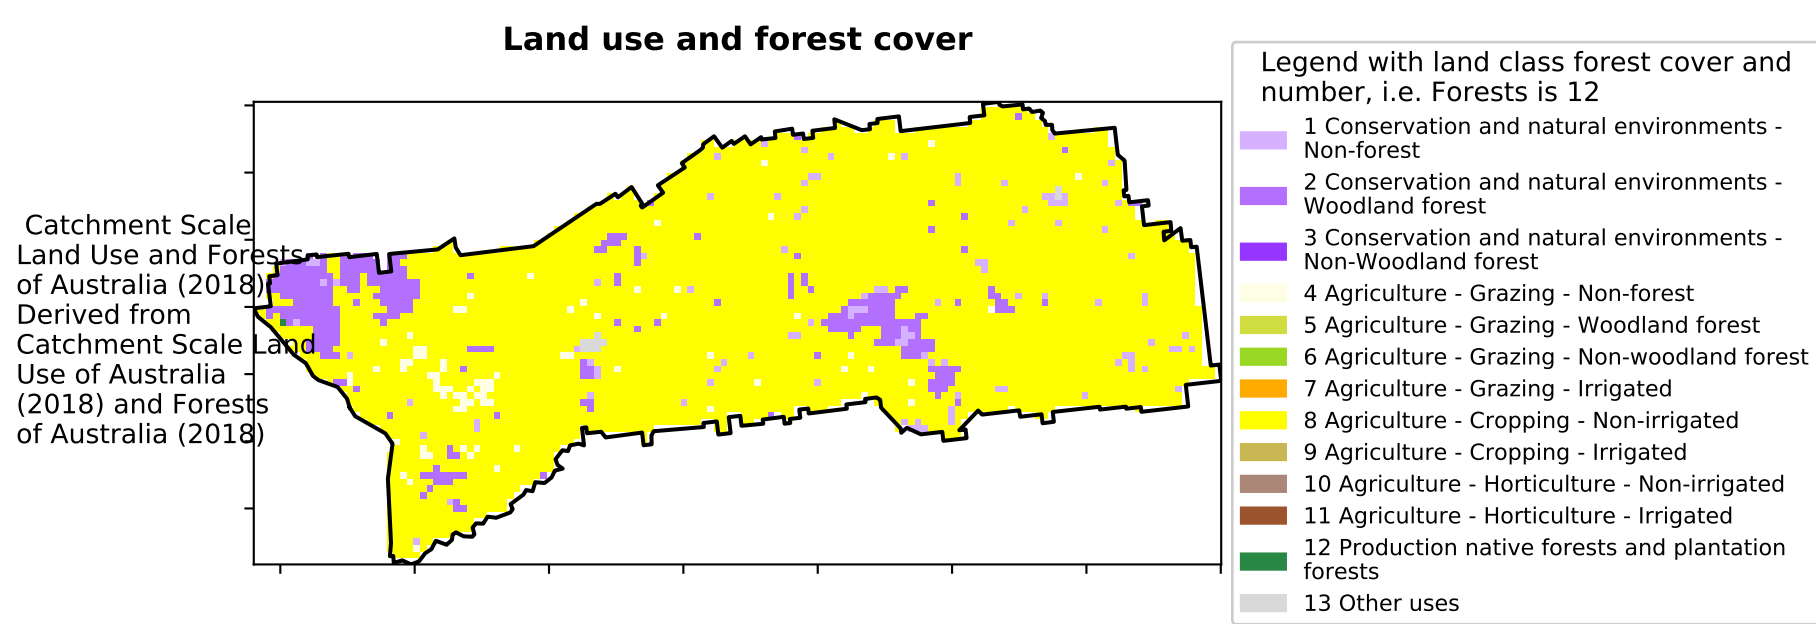 Land use and forest cover
Catchment Scale
Land Use and Forests
of Australia (2018)
Derived from
Catchment Scale Land
Use of Australia
(2018) and Forests
of Australia (2018)
Legend with land class forest cover and
number, i.e. Forests is 12
1 Conservation and natural environments -
Non-forest
2 Conservation and natural environments -
Woodland forest
3 Conservation and natural environments -
Non-Woodland forest
4 Agriculture - Grazing - Non-forest
5 Agriculture - Grazing - Woodland forest
6 Agriculture - Grazing - Non-woodland forest
7 Agriculture - Grazing - Irrigated
8 Agriculture - Cropping - Non-irrigated
9 Agriculture - Cropping - Irrigated
10 Agriculture - Horticulture - Non-irrigated
11 Agriculture - Horticulture - Irrigated
12 Production native forests and plantation
forests
13 Other uses